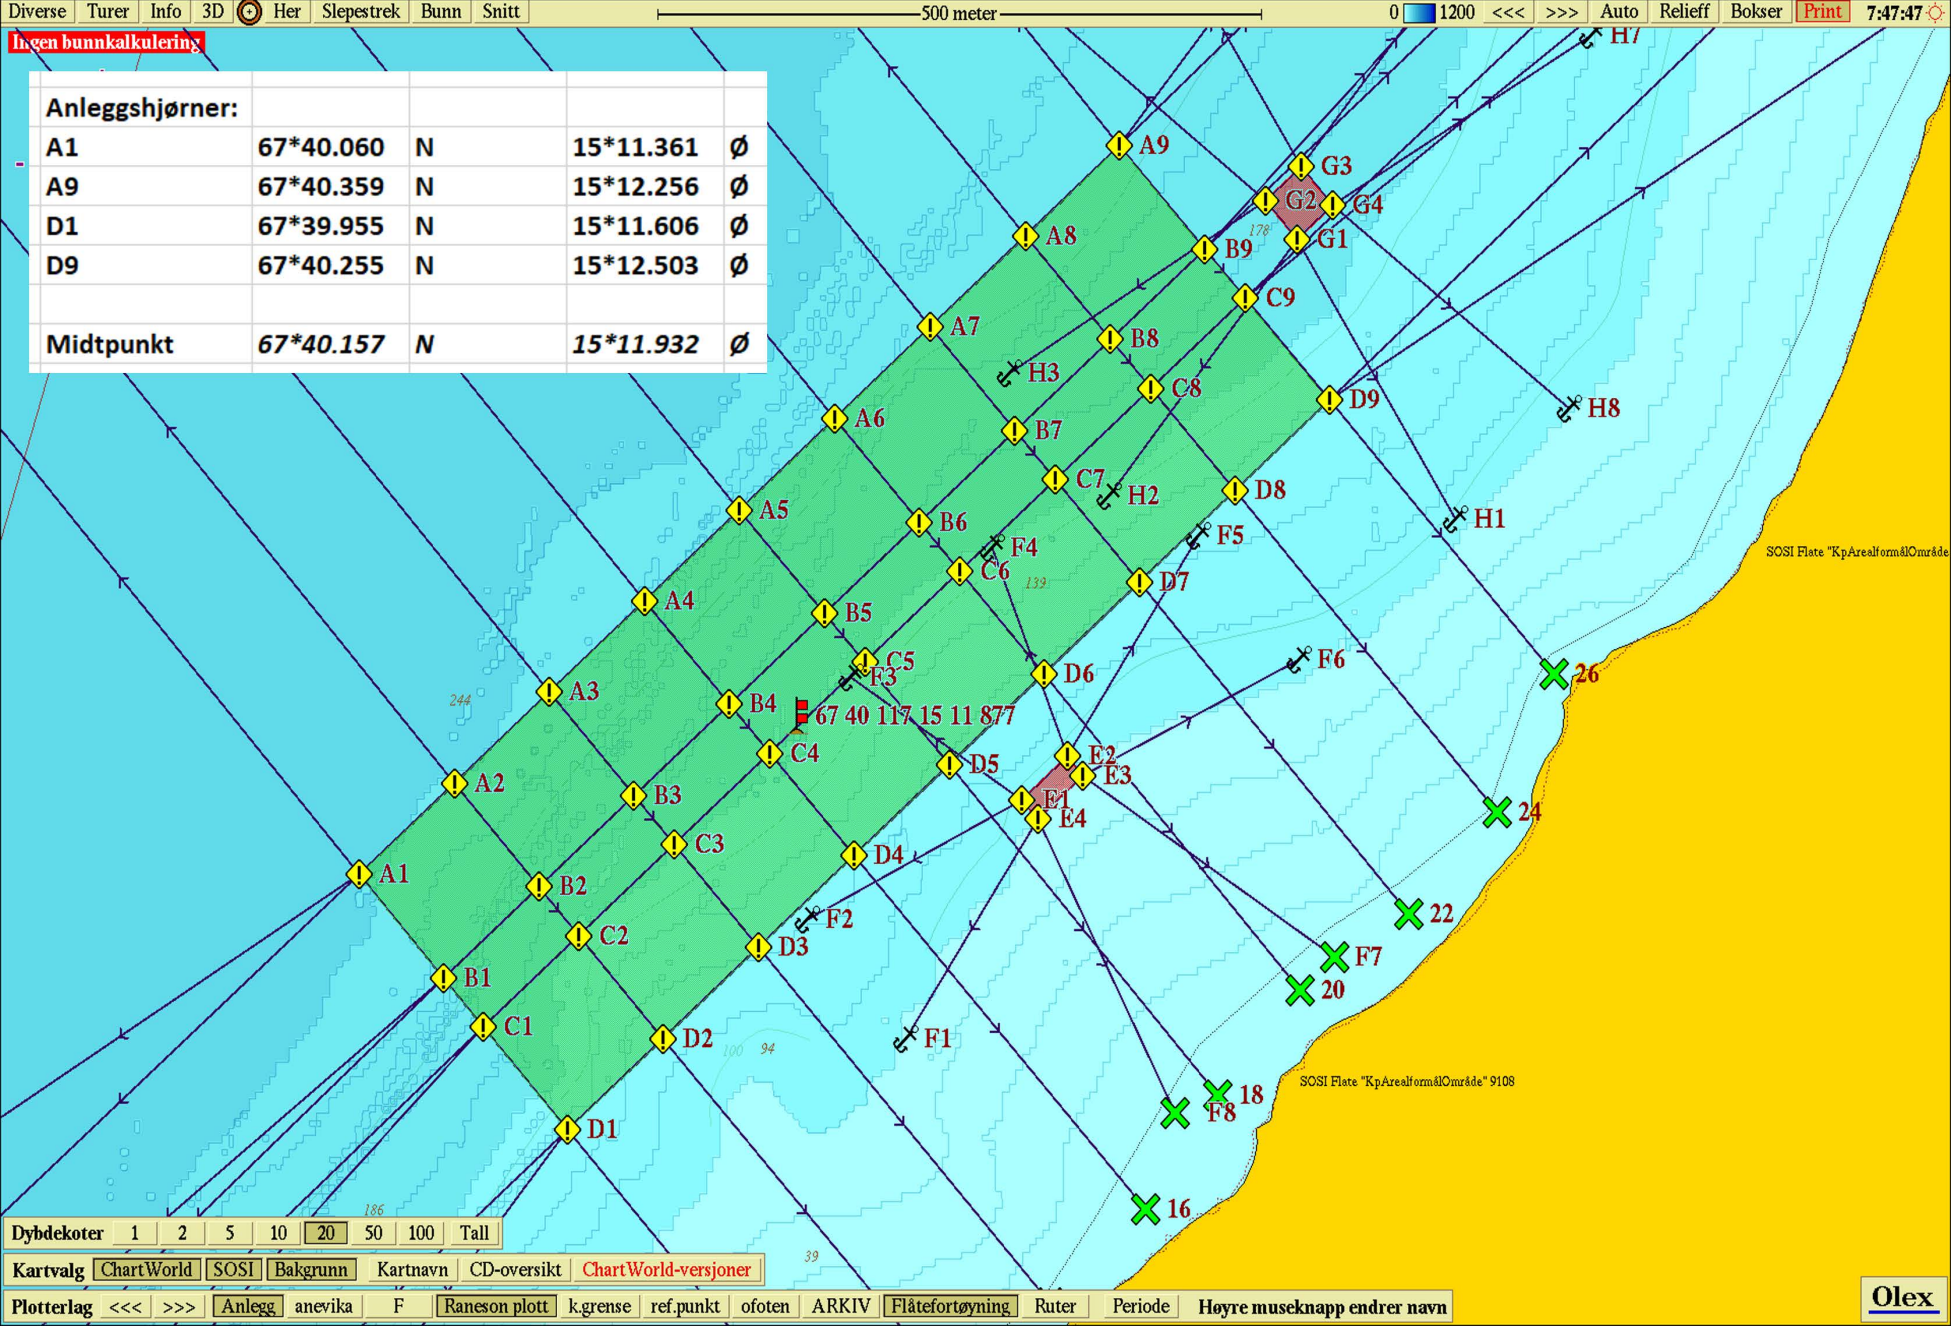 Diverse Turer Info 3D Her Slepestrek Bunn Snitt 500 meter 0 1200 <<< >>> Auto Relieff Bokser Print 7:47:47
Ingen bunnkalkulering
H7
Anleggshjørner:
A1 67*40.060 N 15*11.361 Ø
A9 67*40.359 N 15*12.256 Ø
D1 67*39.955 N 15*11.606 Ø
D9 67*40.255 N 15*12.503 Ø
Midtpunkt 67*40.157 N 15*11.932 Ø
A9
G3
G2
G4
A8
178
G1
B9
C9
A7
B8
H3
C8
D9
H8
A6
B7
C7
D8
H2
A5
H1
B6
F5
F4
C6
SOSI Flate "KpArealformålOmråde
139
D7
A4
B5
C5
F6
F3
D6
26
A3
244
B4
67 40 117 15 11 877
C4
E2
D5
E3
A2
B3
E1
24
E4
C3
D4
A1
B2
22
F2
C2
D3
F7
B1
20
C1
D2
F1
100
94
SOSI Flate "KpArealformålOmråde" 9108
18
F8
D1
16
186
Dybdekoter 1 2 5 10 20 50 100 Tall
39
Kartvalg ChartWorld SOSI Bakgrunn Kartnavn CD-oversikt ChartWorld-versjoner
Plotterlag <<< >>> Anlegg anevika F Raneson plott k.grense ref.punkt ofoten ARKIV Flåtefortøyning Ruter Periode Høyre museknapp endrer navn
Olex